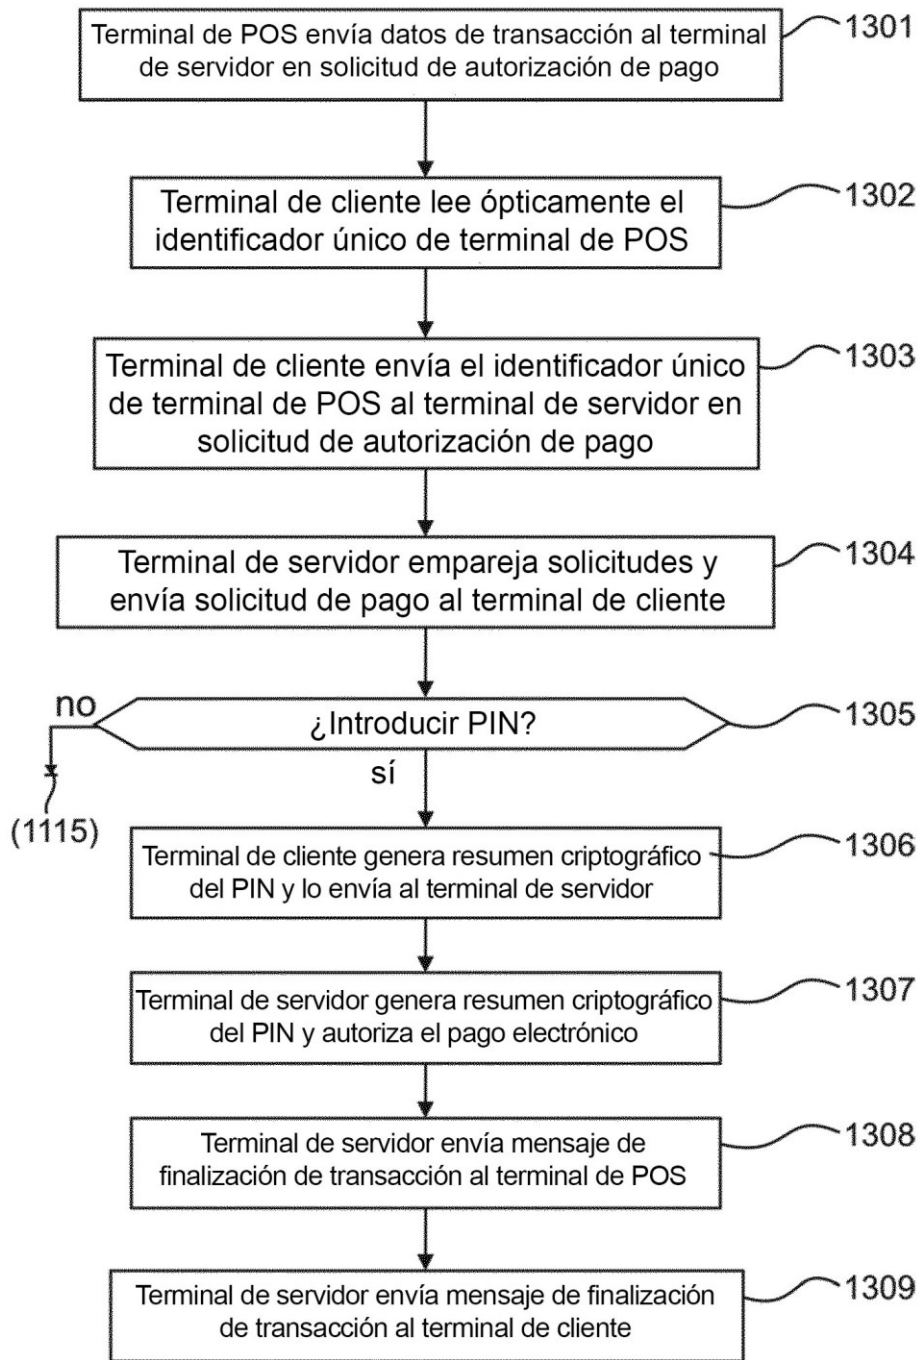 Terminal de POS envía datos de transacción al terminal
de servidor en solicitud de autorización de pago
1301
Terminal de cliente lee ópticamente el
identificador único de terminal de POS
1302
Terminal de cliente envía el identificador único
de terminal de POS al terminal de servidor en
solicitud de autorización de pago
1303
Terminal de servidor empareja solicitudes y
envía solicitud de pago al terminal de cliente
1304
no
¿Introducir PIN?
1305
sí
(1115)
Terminal de cliente genera resumen criptográfico
del PIN y lo envía al terminal de servidor
1306
Terminal de servidor genera resumen criptográfico
del PIN y autoriza el pago electrónico
1307
Terminal de servidor envía mensaje de
finalización de transacción al terminal de POS
1308
Terminal de servidor envía mensaje de finalización
de transacción al terminal de cliente
1309